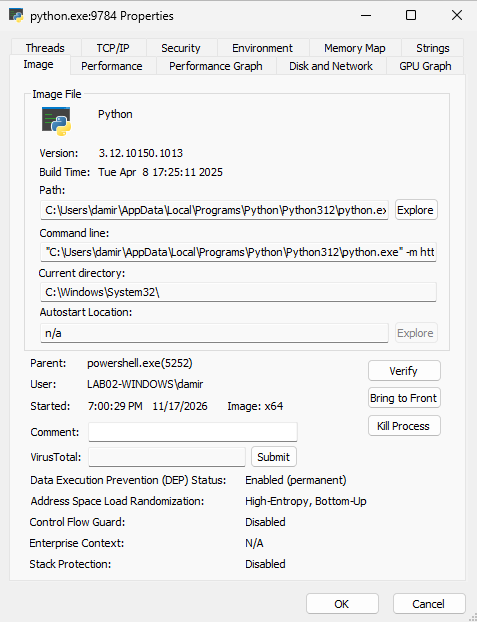 python.exe:9784 Properties
Threads TCP/IP Security Environment Memory Map Strings
Image Performance Performance Graph Disk and Network GPU Graph
Image File
Python
Version: 3.12.10150.1013
Build Time: Tue Apr 8 17:25:11 2025
Path:
C:\Users\damir\AppData\Local\Programs\Python\Python312\python.ex Explore
Command line:
"C:\Users\damir\AppData\Local\Programs\Python\Python312\python.exe" -m htt
Current directory:
C:\Windows\System32\
Autostart Location:
n/a Explore
Parent: powershell.exe(5252) Verify
User: LAB02-WINDOWS\damir
Started: 7:00:29 PM 11/17/2026 Image: x64 Bring to Front
Comment: Kill Process
VirusTotal: Submit
Data Execution Prevention (DEP) Status: Enabled (permanent)
Address Space Load Randomization: High-Entropy, Bottom-Up
Control Flow Guard: Disabled
Enterprise Context: N/A
Stack Protection: Disabled
OK Cancel